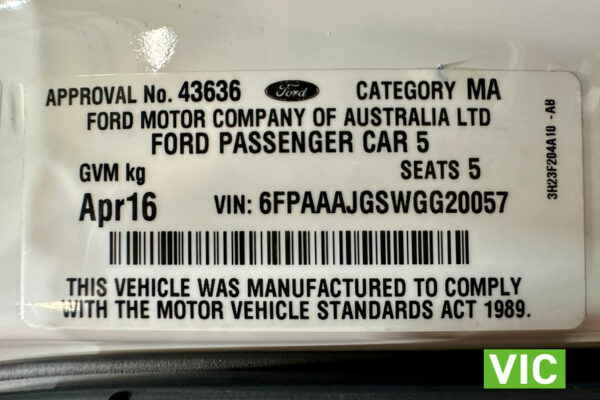 APPROVAL No. 43636 Ford CATEGORY MA
FORD MOTOR COMPANY OF AUSTRALIA LTD
FORD PASSENGER CAR 5
GVM kg SEATS 5
Apr16 VIN: 6FPAAAJGSWGG20057
THIS VEHICLE WAS MANUFACTURED TO COMPLY
WITH THE MOTOR VEHICLE STANDARDS ACT 1989.
3H23F204A10 -AB
VIC